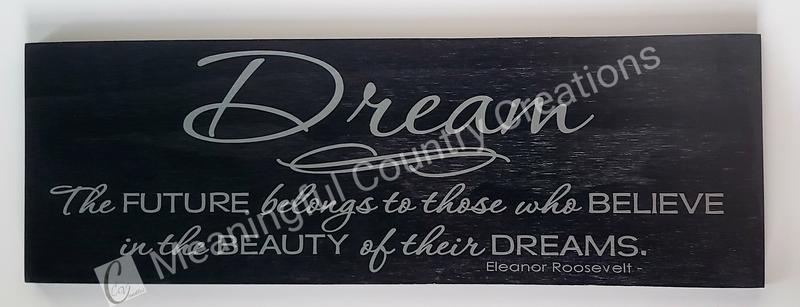 Dream
The FUTURE belongs to those who BELIEVE
in the BEAUTY of their DREAMS.
Eleanor Roosevelt -
Meaningful Country Creations